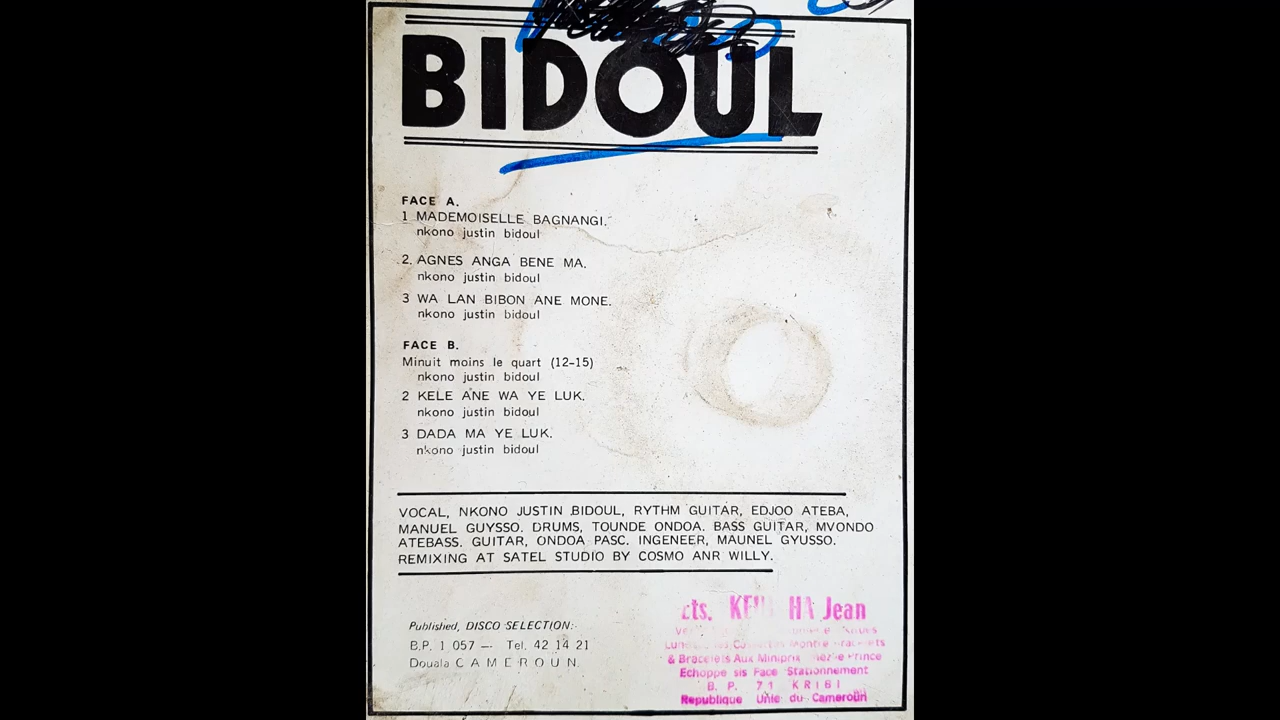 BIDOUL
FACE A.
1 MADEMOISELLE BAGNANGI.
nkono justin bidoul
2. AGNES ANGA BENE MA.
nkono justin bidoul
3 WA LAN BIBON ANE MONE.
nkono justin bidoul
FACE B.
Minuit moins le quart (12-15)
nkono justin bidoul
2 KELE ANE WA YE LUK.
nkono justin bidoul
3 DADA MA YE LUK.
nkono justin bidoul
VOCAL, NKONO JUSTIN BIDOUL, RYTHM GUITAR, EDJOO ATEBA,
MANUEL GUYSSO. DRUMS, TOUNDE ONDOA. BASS GUITAR, MVONDO
ATEBASS. GUITAR, ONDOA PASC. INGENEER, MAUNEL GYUSSO.
REMIXING AT SATEL STUDIO BY COSMO ANR WILLY.
Published, DISCO SELECTION:
B.P. 1 057 — Tel. 42 14 21
Douala CAMEROUN
Ets. Jean
& Bracelets Aux Miniprix Prince
Echoppe sis Face Stationnement
B. P. 71 KRIBI
Republique Unie du Cameroun